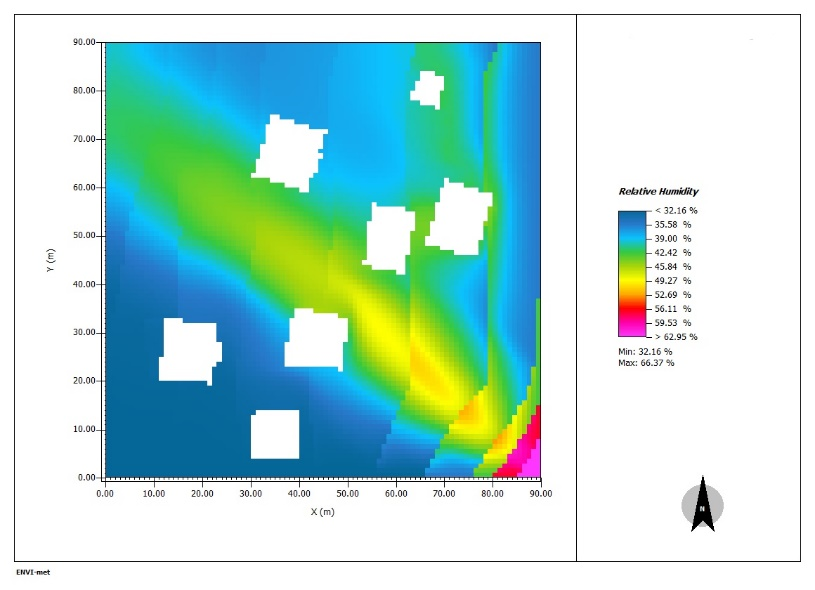 90.00
80.00
70.00
60.00
50.00
Y (m)
40.00
30.00
20.00
10.00
0.00
0.00 10.00 20.00 30.00 40.00 50.00 60.00 70.00 80.00 90.00
X (m)
Relative Humidity
< 32.16 %
35.58 %
39.00 %
42.42 %
45.84 %
49.27 %
52.69 %
56.11 %
59.53 %
> 62.95 %
Min: 32.16 %
Max: 66.37 %
N
ENVI-met